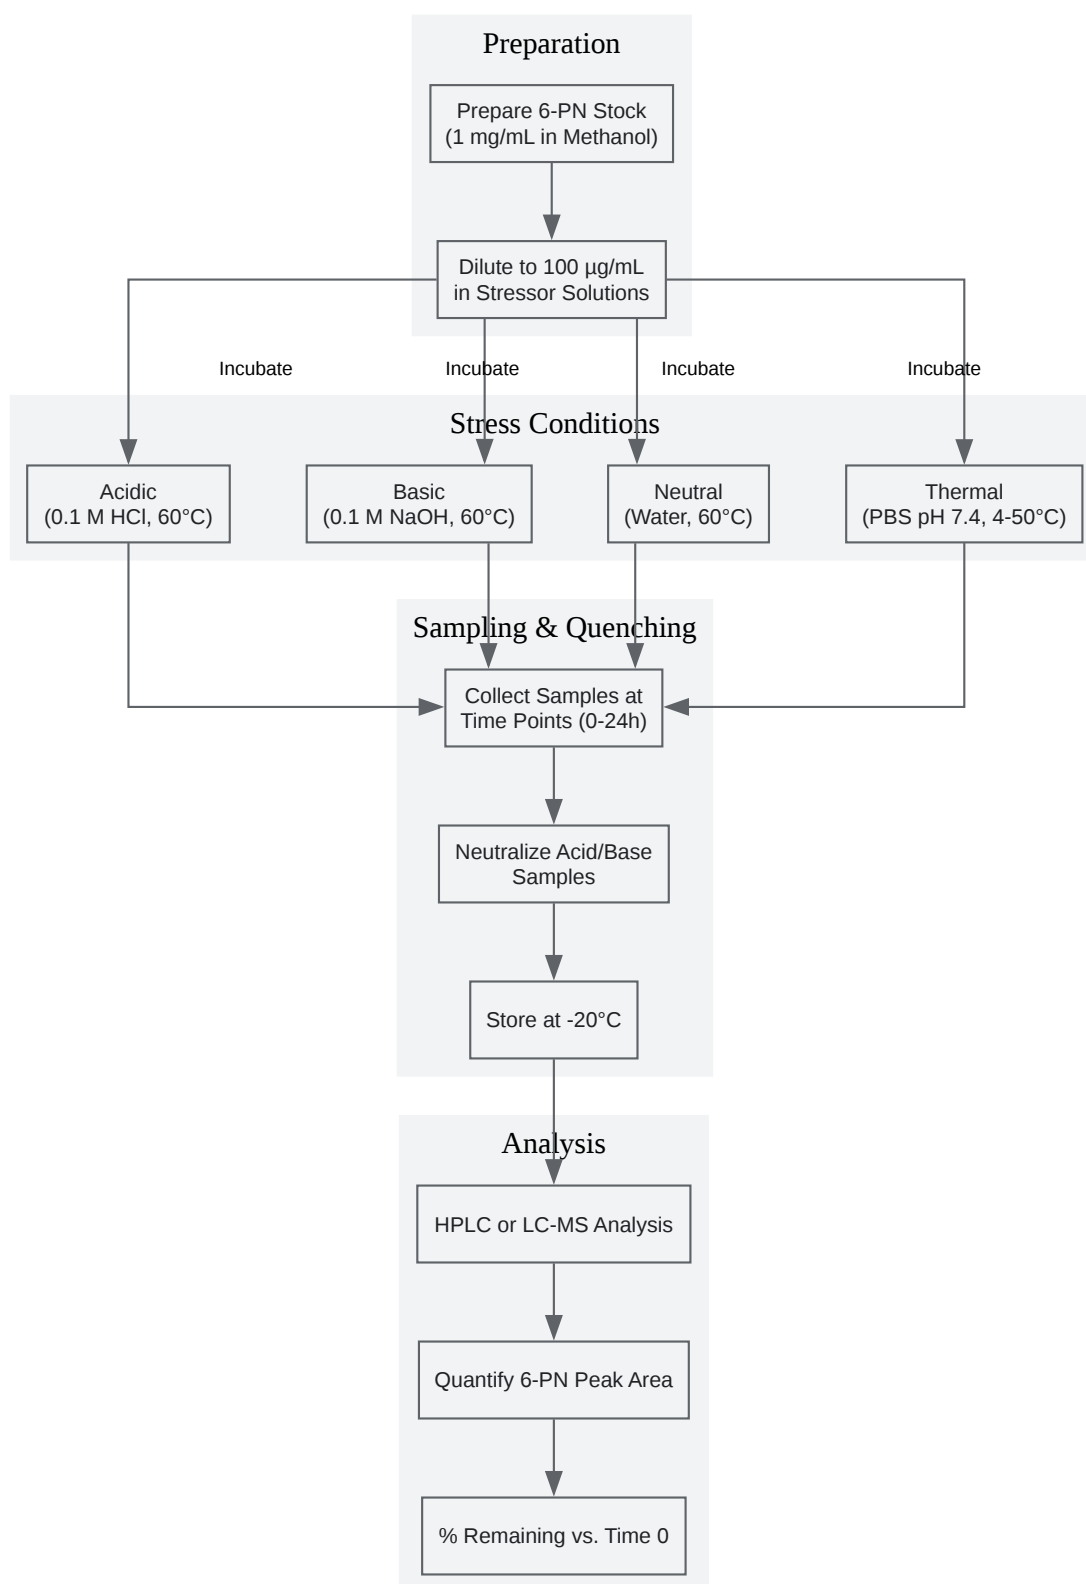 Preparation
Prepare 6-PN Stock
(1 mg/mL in Methanol)
Dilute to 100 µg/mL
in Stressor Solutions
Incubate
Incubate
Incubate
Incubate
Stress Conditions
Acidic
(0.1 M HCl, 60°C)
Basic
(0.1 M NaOH, 60°C)
Neutral
(Water, 60°C)
Thermal
(PBS pH 7.4, 4-50°C)
Sampling & Quenching
Collect Samples at
Time Points (0-24h)
Neutralize Acid/Base
Samples
Store at -20°C
Analysis
HPLC or LC-MS Analysis
Quantify 6-PN Peak Area
% Remaining vs. Time 0